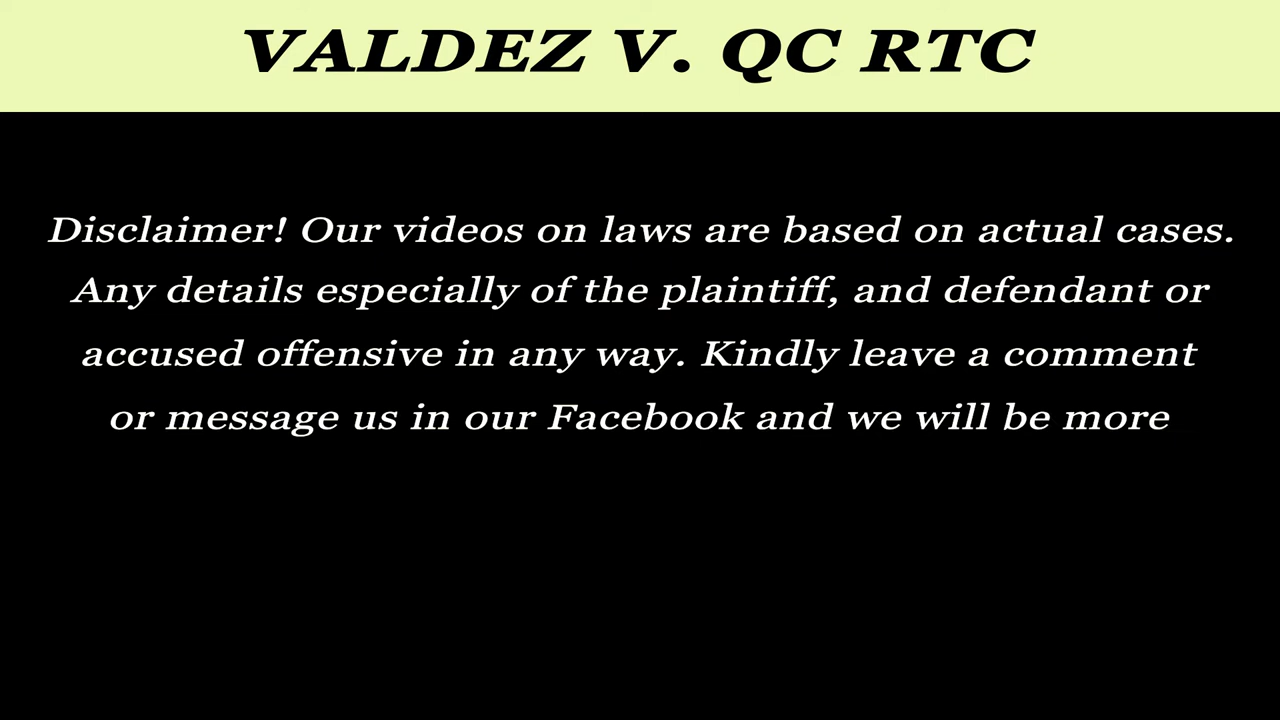 VALDEZ V. QC RTC
Disclaimer! Our videos on laws are based on actual cases.
Any details especially of the plaintiff, and defendant or
accused offensive in any way. Kindly leave a comment
or message us in our Facebook and we will be more